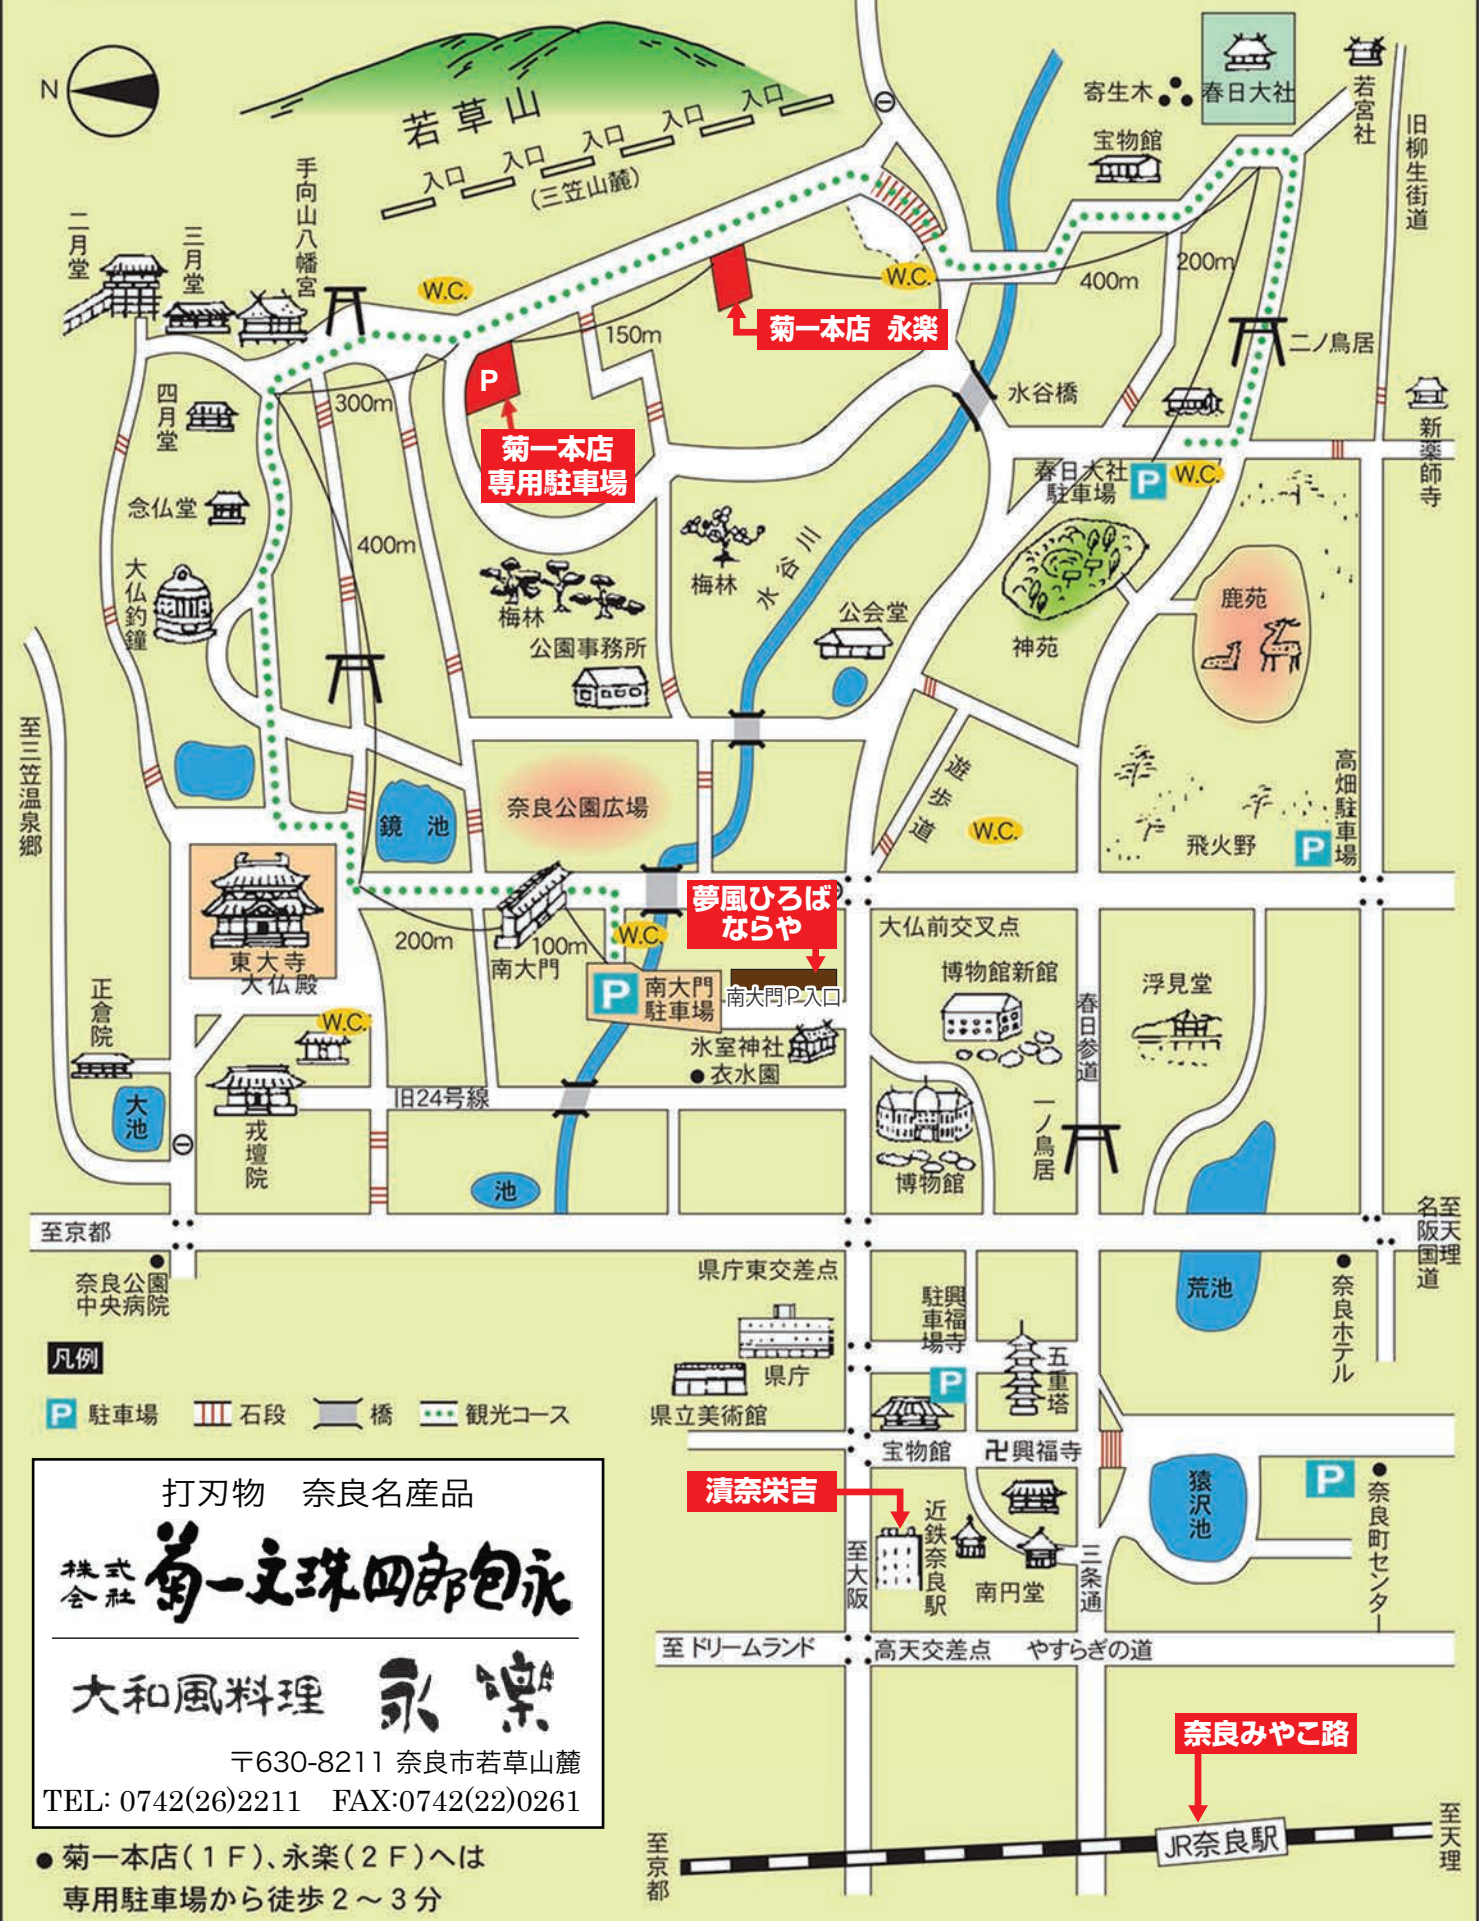 N
若草山
入口
入口
入口
入口
入口
(三笠山麓)
寄生木
春日大社
若宮社
旧柳生街道
宝物館
手向山八幡宮
二月堂
三月堂
W.C.
W.C.
400m
200m
150m
菊一本店 永楽
二ノ鳥居
P
300m
四月堂
水谷橋
菊一本店
専用駐車場
新薬師寺
春日大社
駐車場
P
W.C.
念仏堂
400m
梅林
梅林
水谷川
大仏釣鐘
公園事務所
公会堂
神苑
鹿苑
至三笠温泉郷
鏡池
奈良公園広場
遊歩道
W.C.
飛火野
P
高畑駐車場
夢風ひろば
ならや
東大寺
大仏殿
200m
100m
南大門
W.C.
P
南大門
駐車場
南大門P入口
大仏前交叉点
博物館新館
春日参道
浮見堂
正倉院
W.C.
氷室神社
●衣水園
大池
戎壇院
旧24号線
池
博物館
一ノ鳥居
至京都
名阪国道
至天理
奈良公園
中央病院
県庁東交差点
興福寺
駐車場
荒池
奈良ホテル
県庁
県立美術館
P
五重塔
宝物館
卍興福寺
凡例
P 駐車場 石段 橋 観光コース
漬奈栄吉
猿沢池
P
奈良町センター
近鉄奈良駅
至大阪
南円堂
三条通
至ドリームランド
高天交差点
やすらぎの道
打刃物 奈良名産品
株式会社 菊一文珠四郎包永
大和風料理 永楽
〒630-8211 奈良市若草山麓
TEL: 0742(26)2211 FAX:0742(22)0261
奈良みやこ路
至京都
JR奈良駅
至天理
●菊一本店(1F)、永楽(2F)へは
専用駐車場から徒歩2～3分